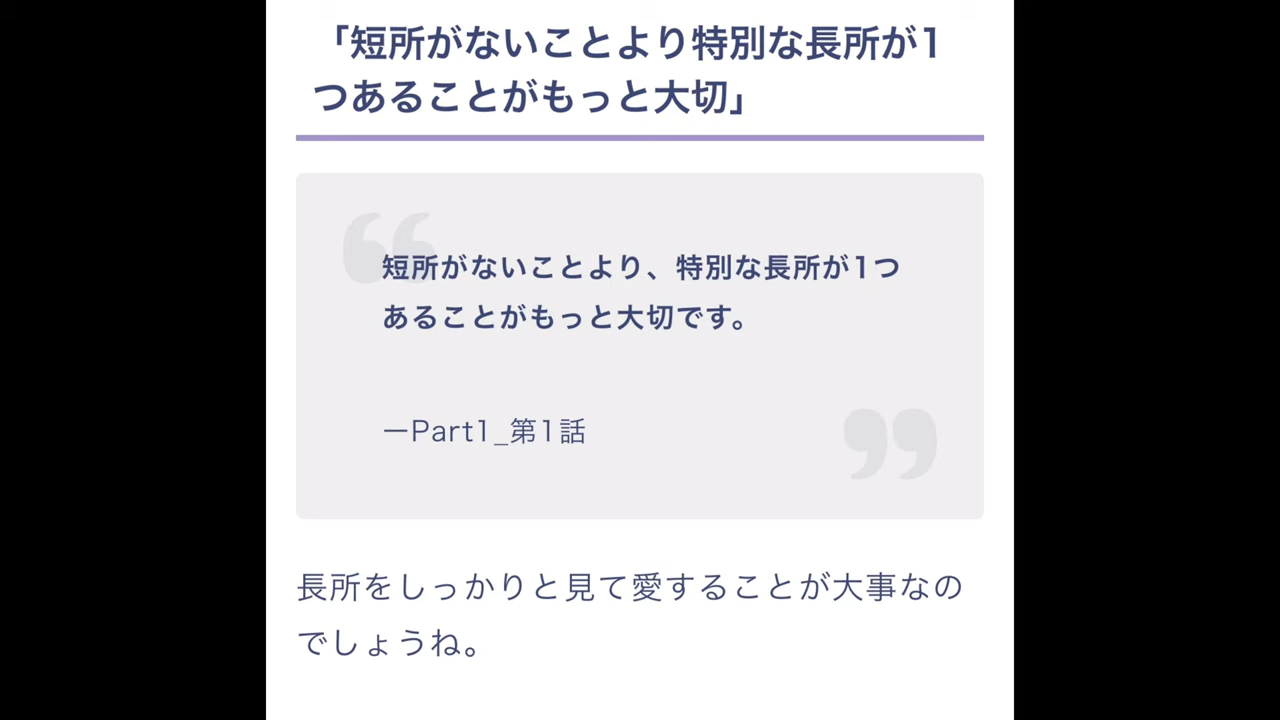 「短所がないことより特別な長所が1
つあることがもっと大切」
短所がないことより、特別な長所が1つ
あることがもっと大切です。
ーPart1_第1話
長所をしっかりと見て愛することが大事なの
でしょうね。